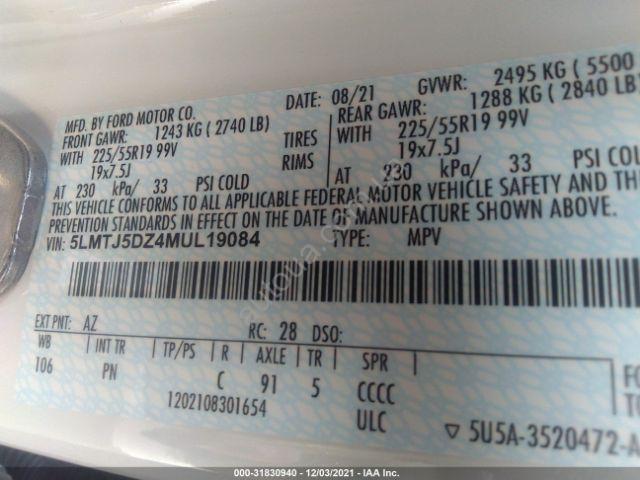 MFD. BY FORD MOTOR CO. DATE: 08/21 GVWR: 2495 KG ( 5500
FRONT GAWR: 1243 KG ( 2740 LB) REAR GAWR: 1288 KG ( 2840 LB)
WITH 225/55R19 99V TIRES WITH 225/55R19 99V
19x7.5J RIMS 19x7.5J
AT 230 kPa/ 33 PSI COLD AT 230 kPa/ 33 PSI COLD
THIS VEHICLE CONFORMS TO ALL APPLICABLE FEDERAL MOTOR VEHICLE SAFETY AND THE
PREVENTION STANDARDS IN EFFECT ON THE DATE OF MANUFACTURE SHOWN ABOVE.
VIN: 5LMTJ5DZ4MUL19084 TYPE: MPV
autoua.com
EXT PNT: AZ RC: 28 DSO:
WB INT TR TP/PS R AXLE TR SPR
106 PN C 91 5 CCCC
1202108301654 ULC
▽ 5U5A-3520472-A
000-31830940 - 12/03/2021 - IAA Inc.